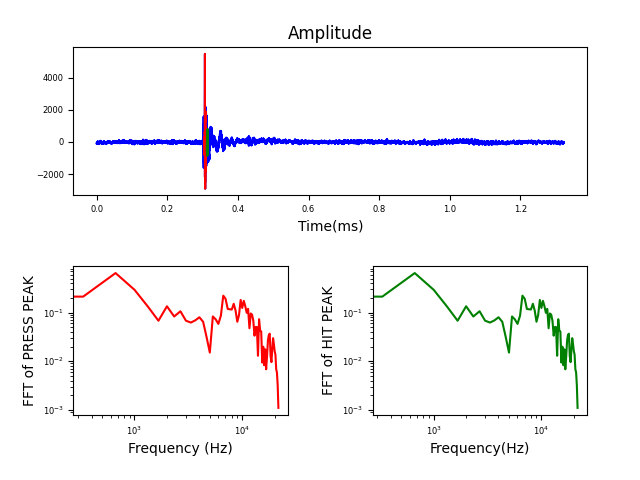 Amplitude
4000
2000
0
−2000
0.0 0.2 0.4 0.6 0.8 1.0 1.2
Time(ms)
FFT of PRESS PEAK
10⁻¹
10⁻²
10⁻³
10³ 10⁴
Frequency (Hz)
FFT of HIT PEAK
10⁻¹
10⁻²
10⁻³
10³ 10⁴
Frequency(Hz)